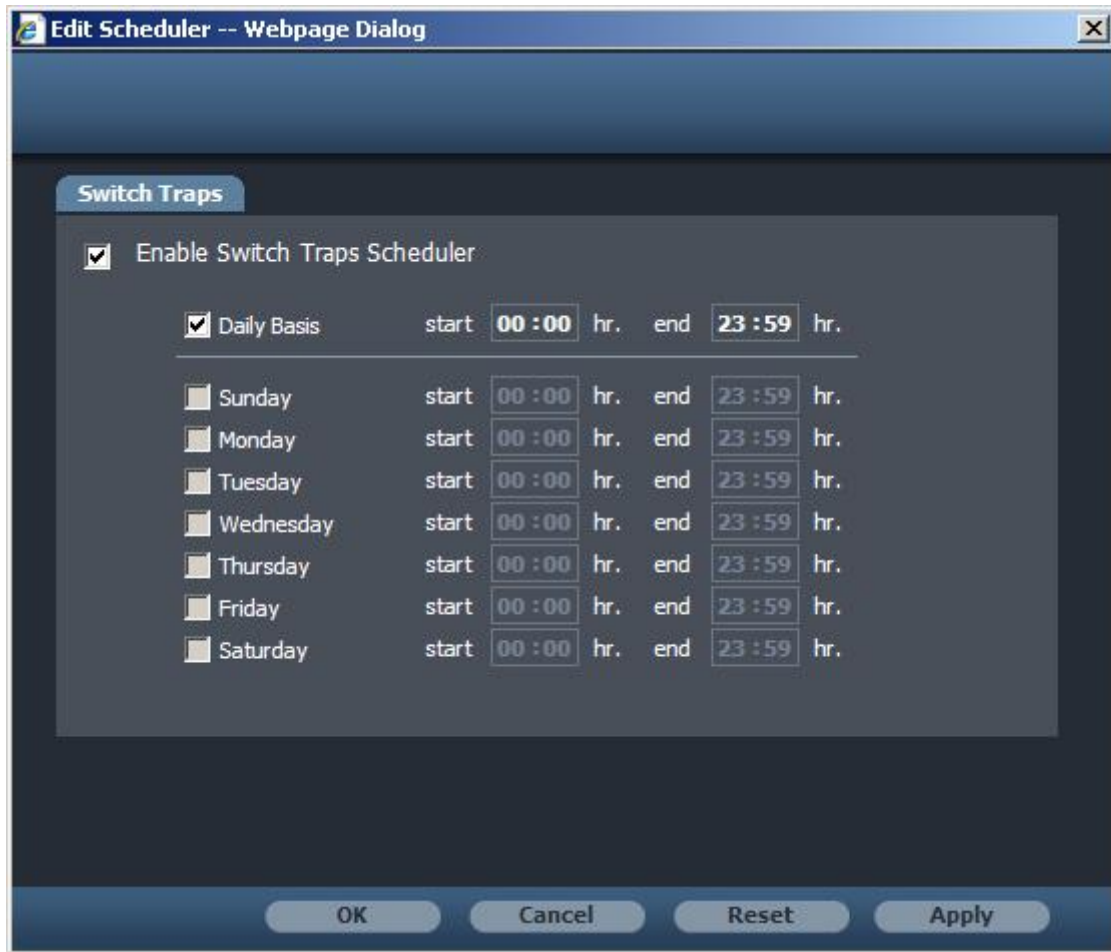 Edit Scheduler -- Webpage Dialog
Switch Traps
Enable Switch Traps Scheduler
Daily Basis start 00:00 hr. end 23:59 hr.
Sunday start 00:00 hr. end 23:59 hr.
Monday start 00:00 hr. end 23:59 hr.
Tuesday start 00:00 hr. end 23:59 hr.
Wednesday start 00:00 hr. end 23:59 hr.
Thursday start 00:00 hr. end 23:59 hr.
Friday start 00:00 hr. end 23:59 hr.
Saturday start 00:00 hr. end 23:59 hr.
OK Cancel Reset Apply